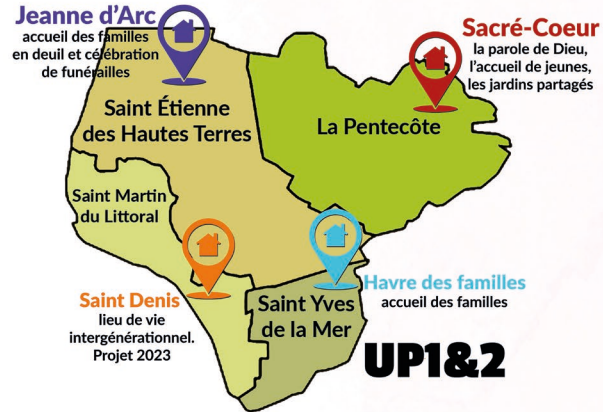 Jeanne d'Arc
accueil des familles
en deuil et célébration
de funérailles
Sacré-Coeur
la parole de Dieu,
l'accueil de jeunes,
les jardins partagés
Saint Étienne
des Hautes Terres
La Pentecôte
Saint Martin
du Littoral
Saint Denis
lieu de vie
intergénérationnel.
Projet 2023
Havre des familles
accueil des familles
Saint Yves
de la Mer
UP1&2